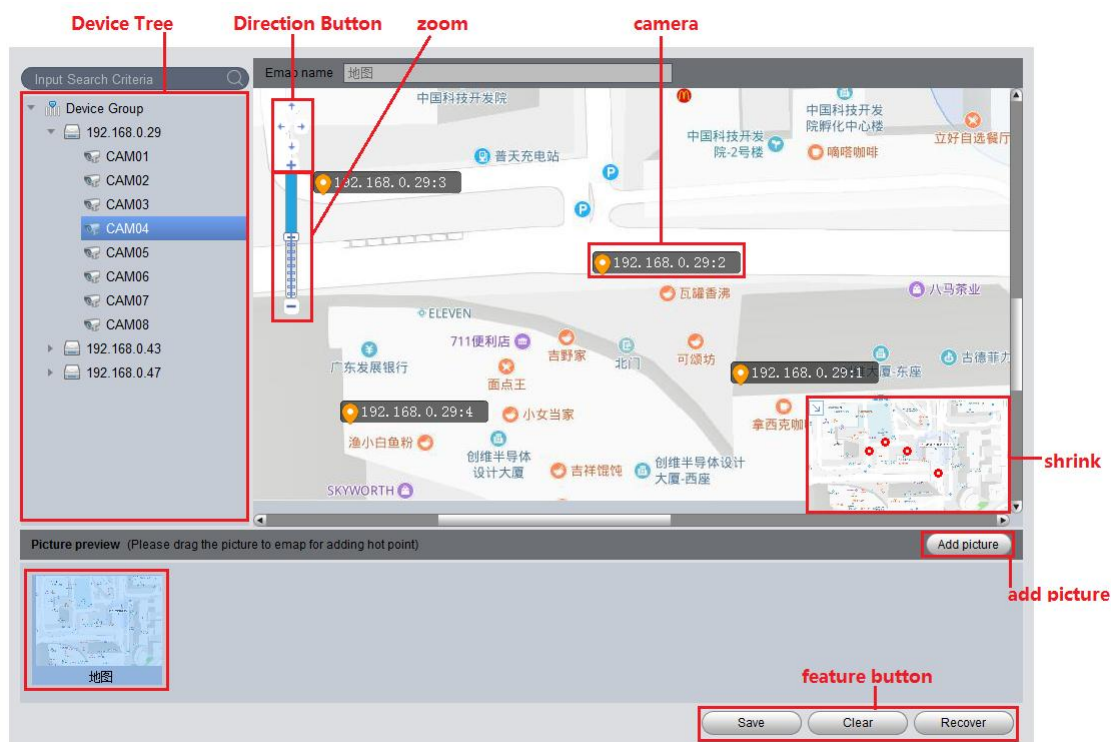 Device Tree
Direction Button
zoom
camera
Input Search Criteria
Emap name 地图
Device Group
192.168.0.29
CAM01
CAM02
CAM03
CAM04
CAM05
CAM06
CAM07
CAM08
192.168.0.43
192.168.0.47
中国科技开发院
中国科技开发
院孵化中心楼
中国科技开发
院-2号楼
嘀嗒咖啡
立好自选餐厅
普天充电站
192.168.0.29:3
192.168.0.29:2
瓦罐香沸
八马茶业
ELEVEN
711便利店
吉野家
北门
可颂坊
广东发展银行
面点王
192.168.0.29:1
大厦-东座
古德菲力
192.168.0.29:4
小女当家
拿西克咖
渔小白鱼粉
创维半导体
设计大厦
吉祥馄饨
创维半导体设计
大厦-西座
SKYWORTH
shrink
Picture preview (Please drag the picture to emap for adding hot point)
Add picture
add picture
地图
feature button
Save
Clear
Recover